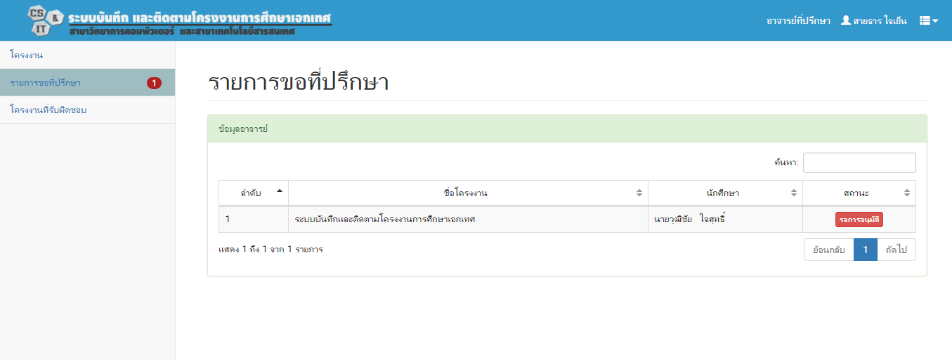 CS & IT
ระบบบันทึก และติดตามโครงงานการศึกษาเอกเทศ
สาขาวิทยาการคอมพิวเตอร์ และสาขาเทคโนโลยีสารสนเทศ
อาจารย์ที่ปรึกษา สายธาร ใจเย็น
โครงงาน
รายการขอที่ปรึกษา 1
โครงงานที่รับผิดชอบ
รายการขอที่ปรึกษา
ข้อมูลอาจารย์
ค้นหา:
ลำดับ ชื่อโครงงาน นักศึกษา สถานะ
1 ระบบบันทึกและติดตามโครงงานการศึกษาเอกเทศ นายวุฒิชัย ใจสุทธิ์ รอการอนุมัติ
แสดง 1 ถึง 1 จาก 1 รายการ
ย้อนกลับ 1 ถัดไป